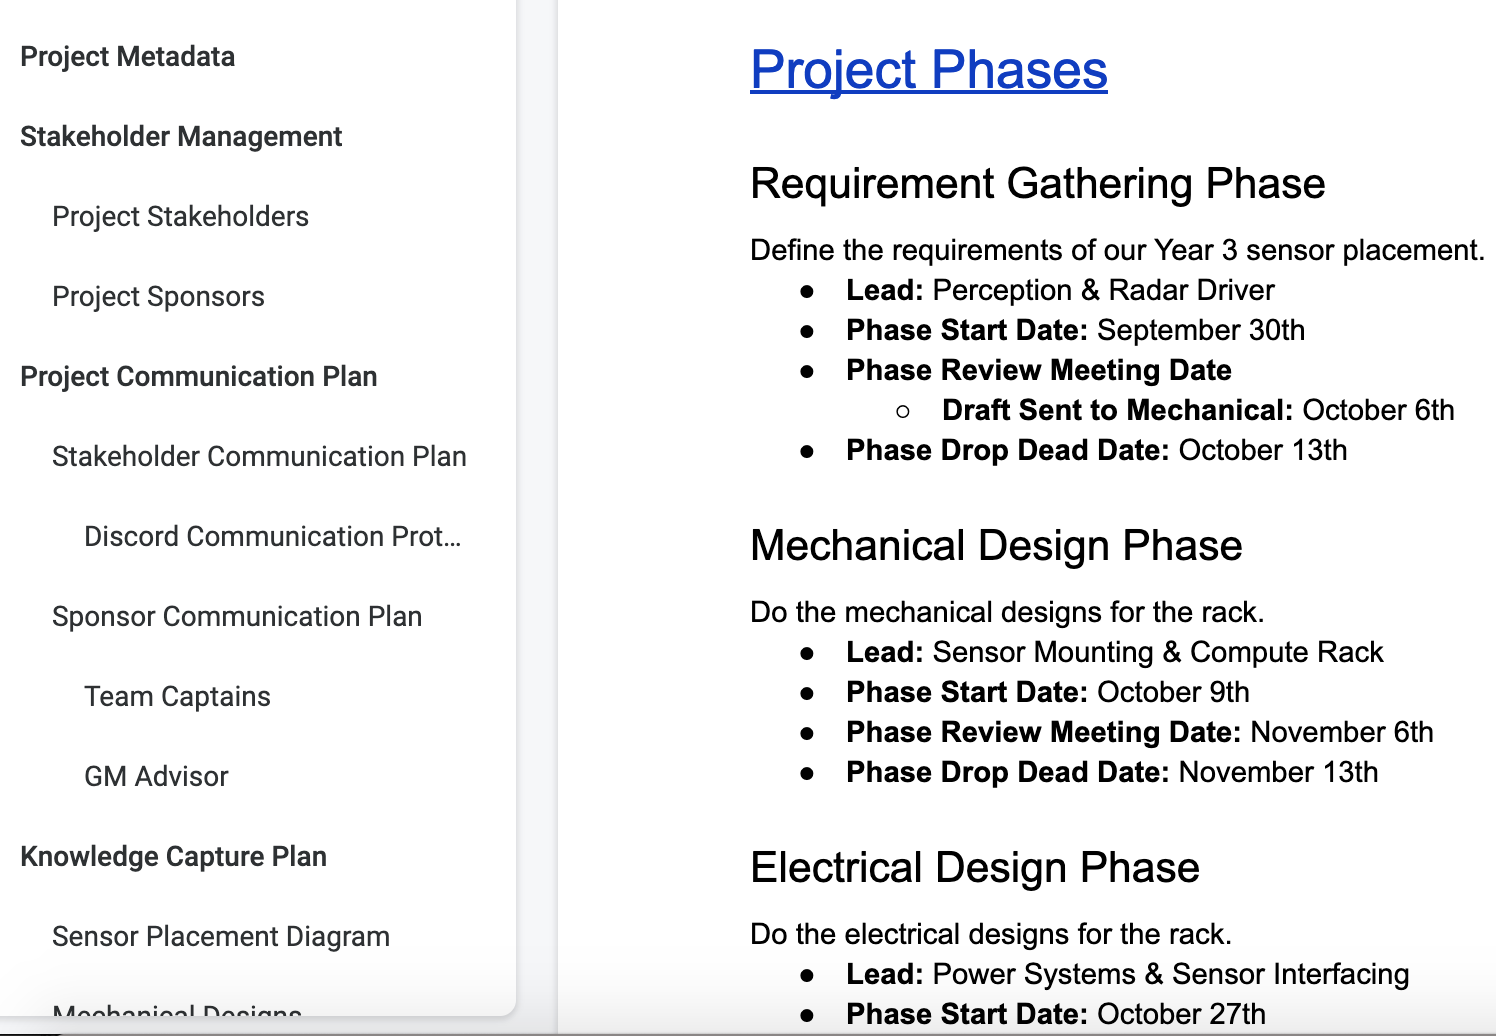 Project Metadata
Stakeholder Management
Project Stakeholders
Project Sponsors
Project Communication Plan
Stakeholder Communication Plan
Discord Communication Prot...
Sponsor Communication Plan
Team Captains
GM Advisor
Knowledge Capture Plan
Sensor Placement Diagram
Mechanical Designs
Project Phases
Requirement Gathering Phase
Define the requirements of our Year 3 sensor placement.
● Lead: Perception & Radar Driver
● Phase Start Date: September 30th
● Phase Review Meeting Date
○ Draft Sent to Mechanical: October 6th
● Phase Drop Dead Date: October 13th
Mechanical Design Phase
Do the mechanical designs for the rack.
● Lead: Sensor Mounting & Compute Rack
● Phase Start Date: October 9th
● Phase Review Meeting Date: November 6th
● Phase Drop Dead Date: November 13th
Electrical Design Phase
Do the electrical designs for the rack.
● Lead: Power Systems & Sensor Interfacing
● Phase Start Date: October 27th